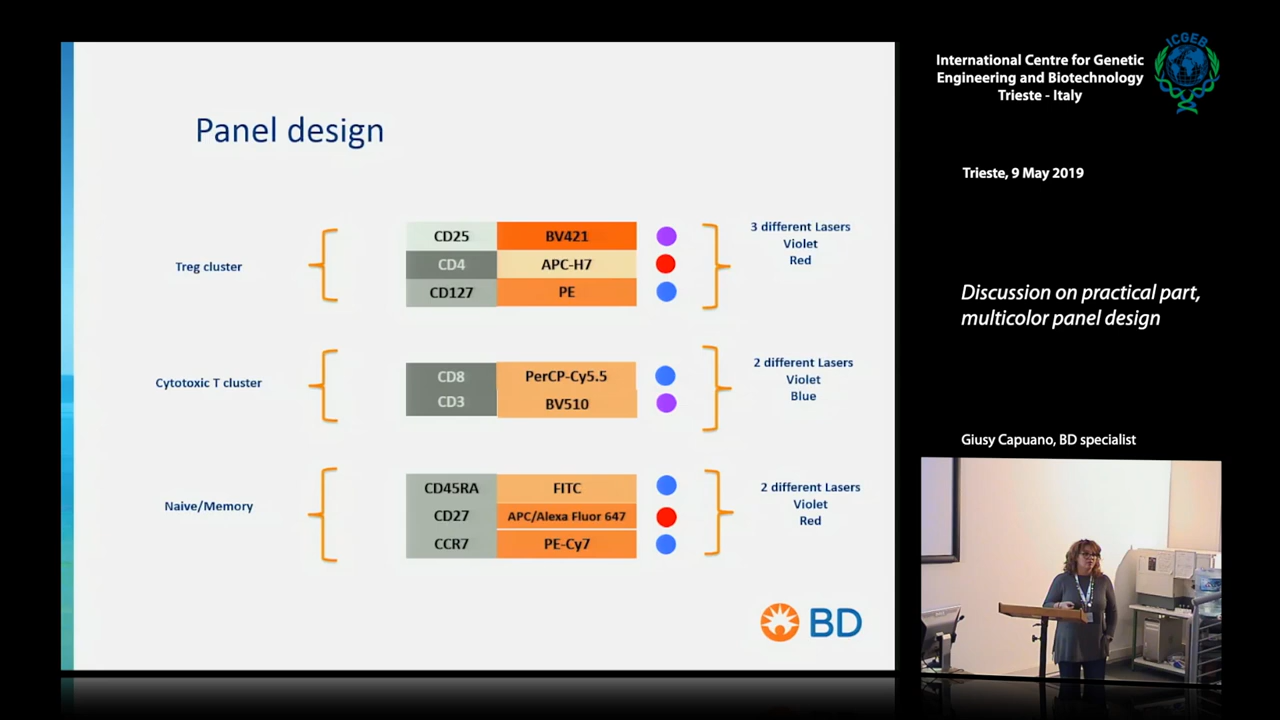 Panel design
Treg cluster
CD25 BV421
CD4 APC-H7
CD127 PE
3 different Lasers
Violet
Red
Cytotoxic T cluster
CD8 PerCP-Cy5.5
CD3 BV510
2 different Lasers
Violet
Blue
Naive/Memory
CD45RA FITC
CD27 APC/Alexa Fluor 647
CCR7 PE-Cy7
2 different Lasers
Violet
Red
BD
International Centre for Genetic
Engineering and Biotechnology
Trieste - Italy
ICGEB
Trieste, 9 May 2019
Discussion on practical part,
multicolor panel design
Giusy Capuano, BD specialist